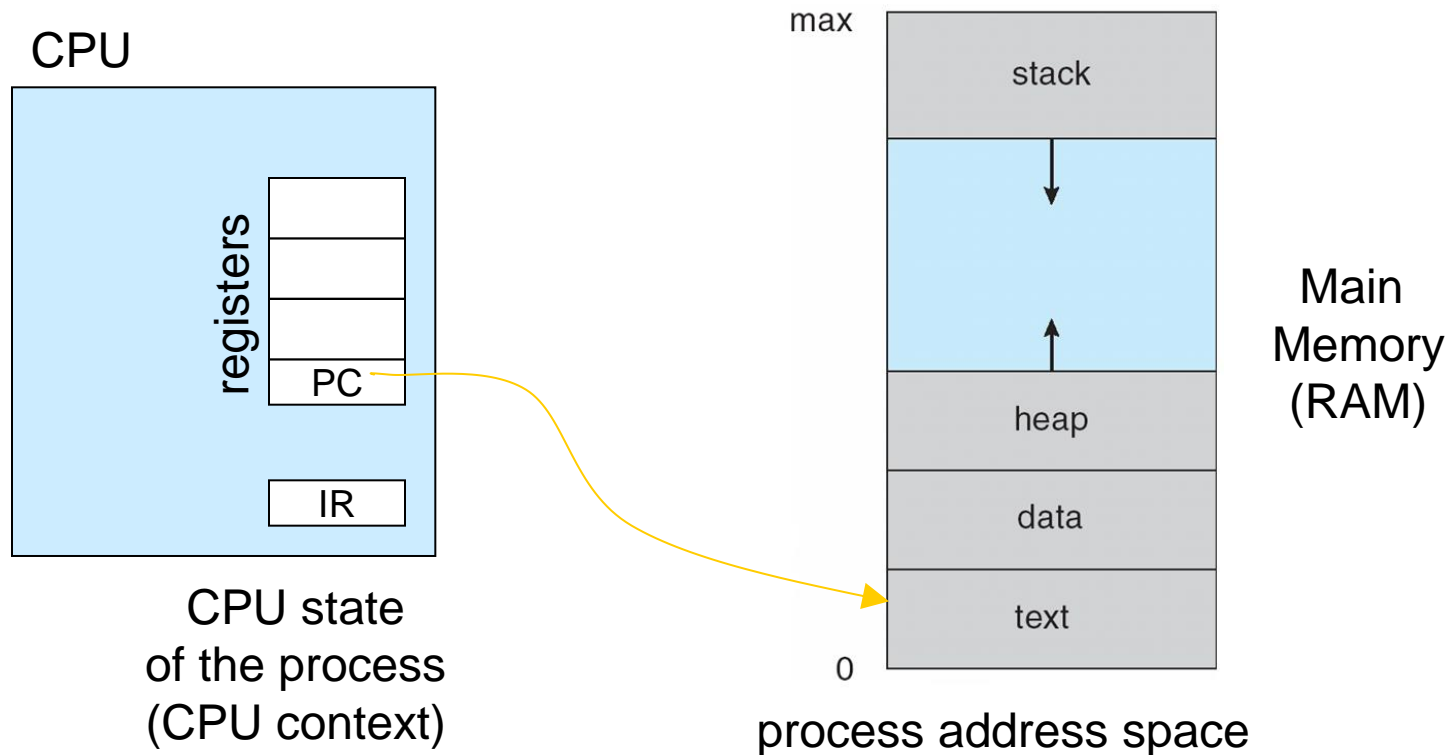 CPU
registers
PC
IR
CPU state
of the process
(CPU context)
max
stack
heap
data
text
0
process address space
Main
Memory
(RAM)